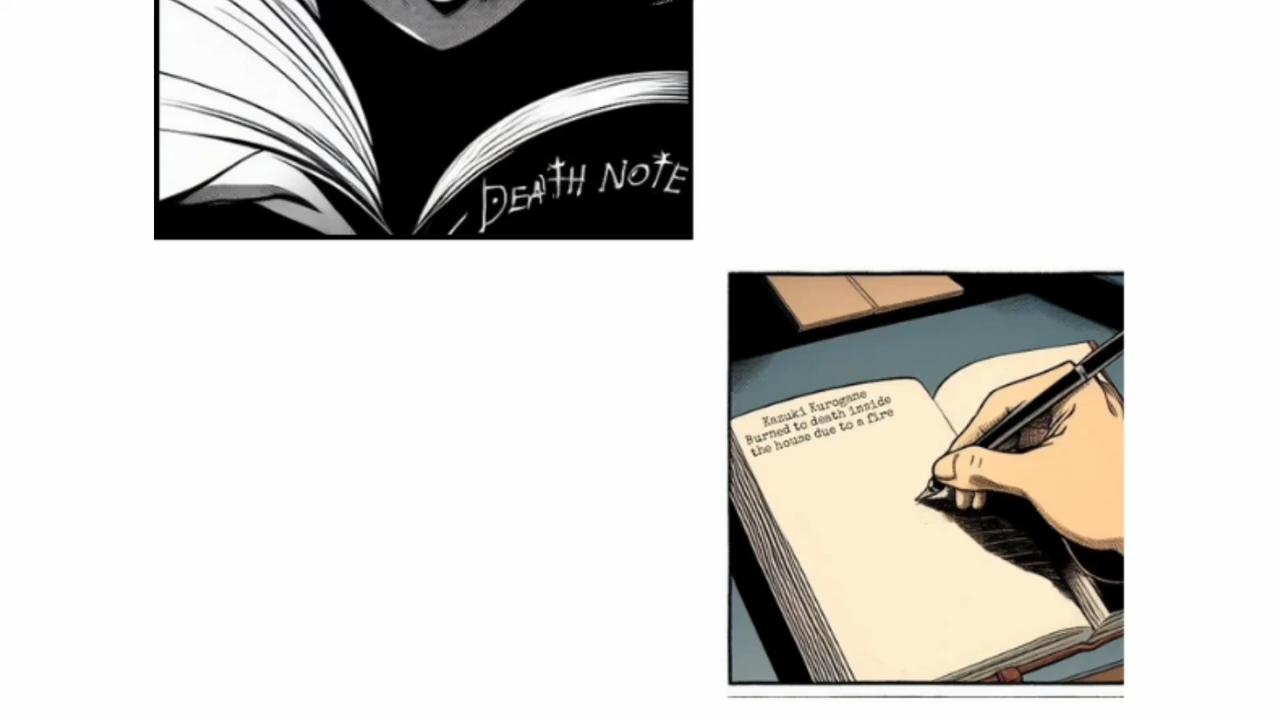 DEATH NOTE
Kazuki Kurogane
Burned to death inside
the house due to a fire